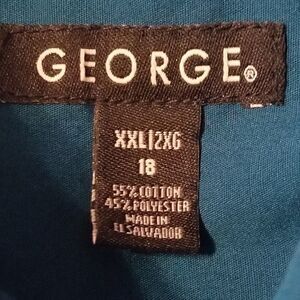 GEORGE®
XXL|2XG
18
55% COTTON
45% POLYESTER
MADE IN
EL SALVADOR